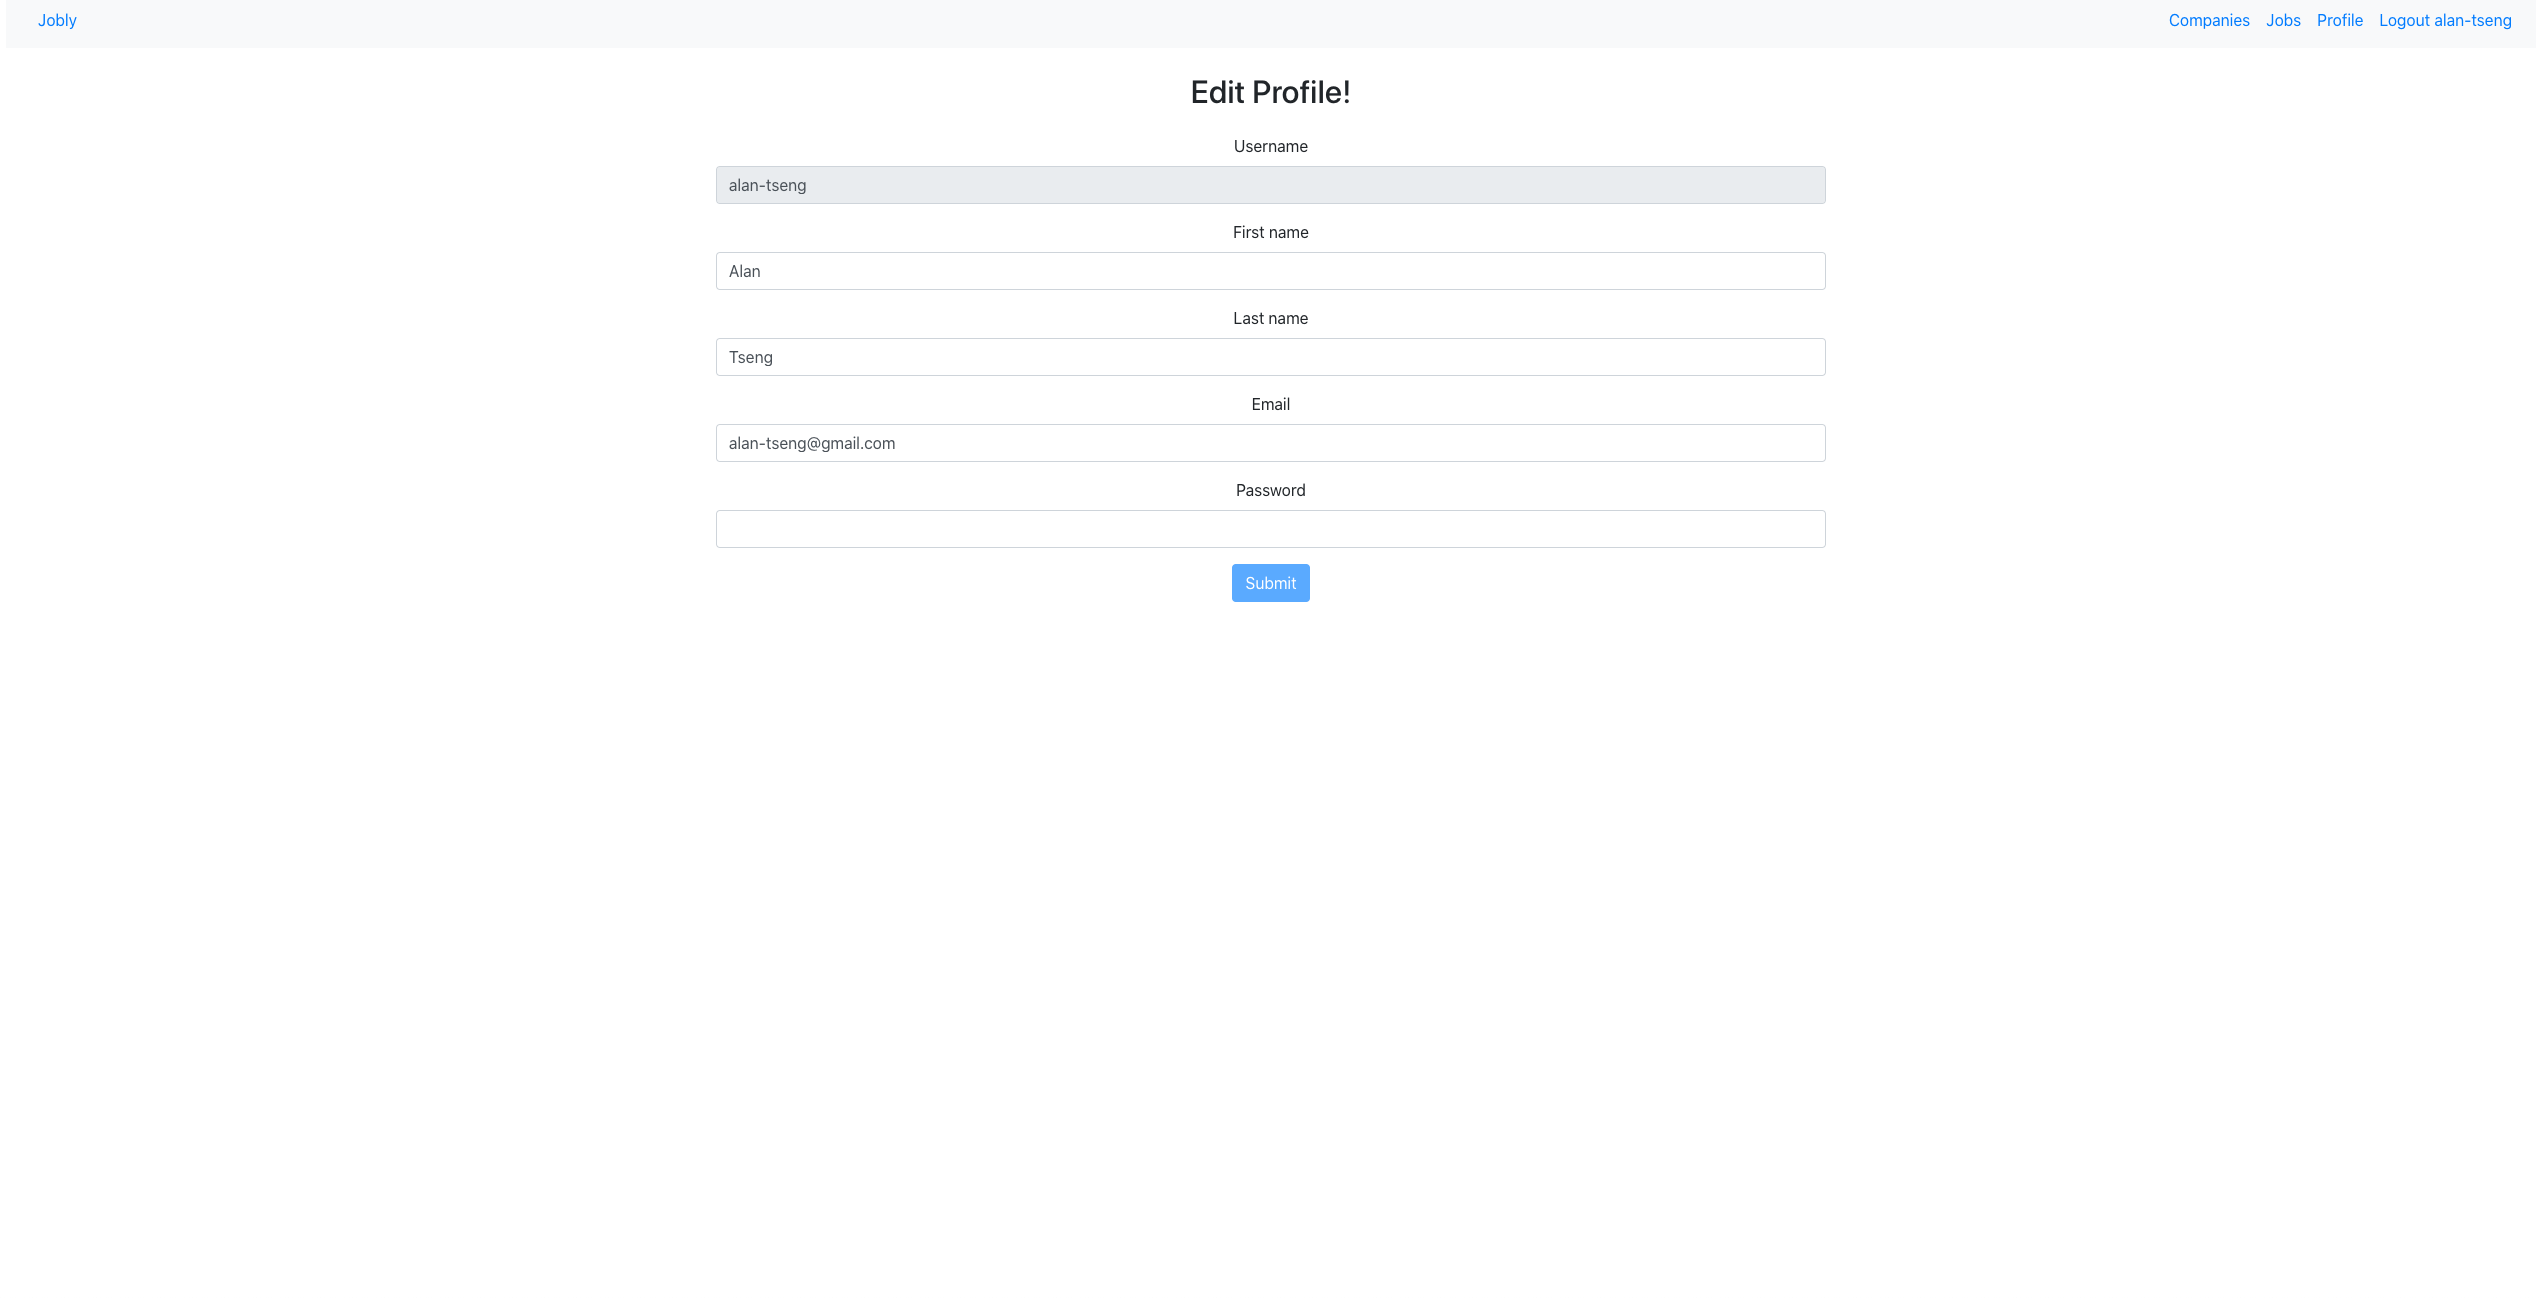 Jobly Companies Jobs Profile Logout alan-tseng
Edit Profile!
Username
alan-tseng
First name
Alan
Last name
Tseng
Email
alan-tseng@gmail.com
Password
Submit